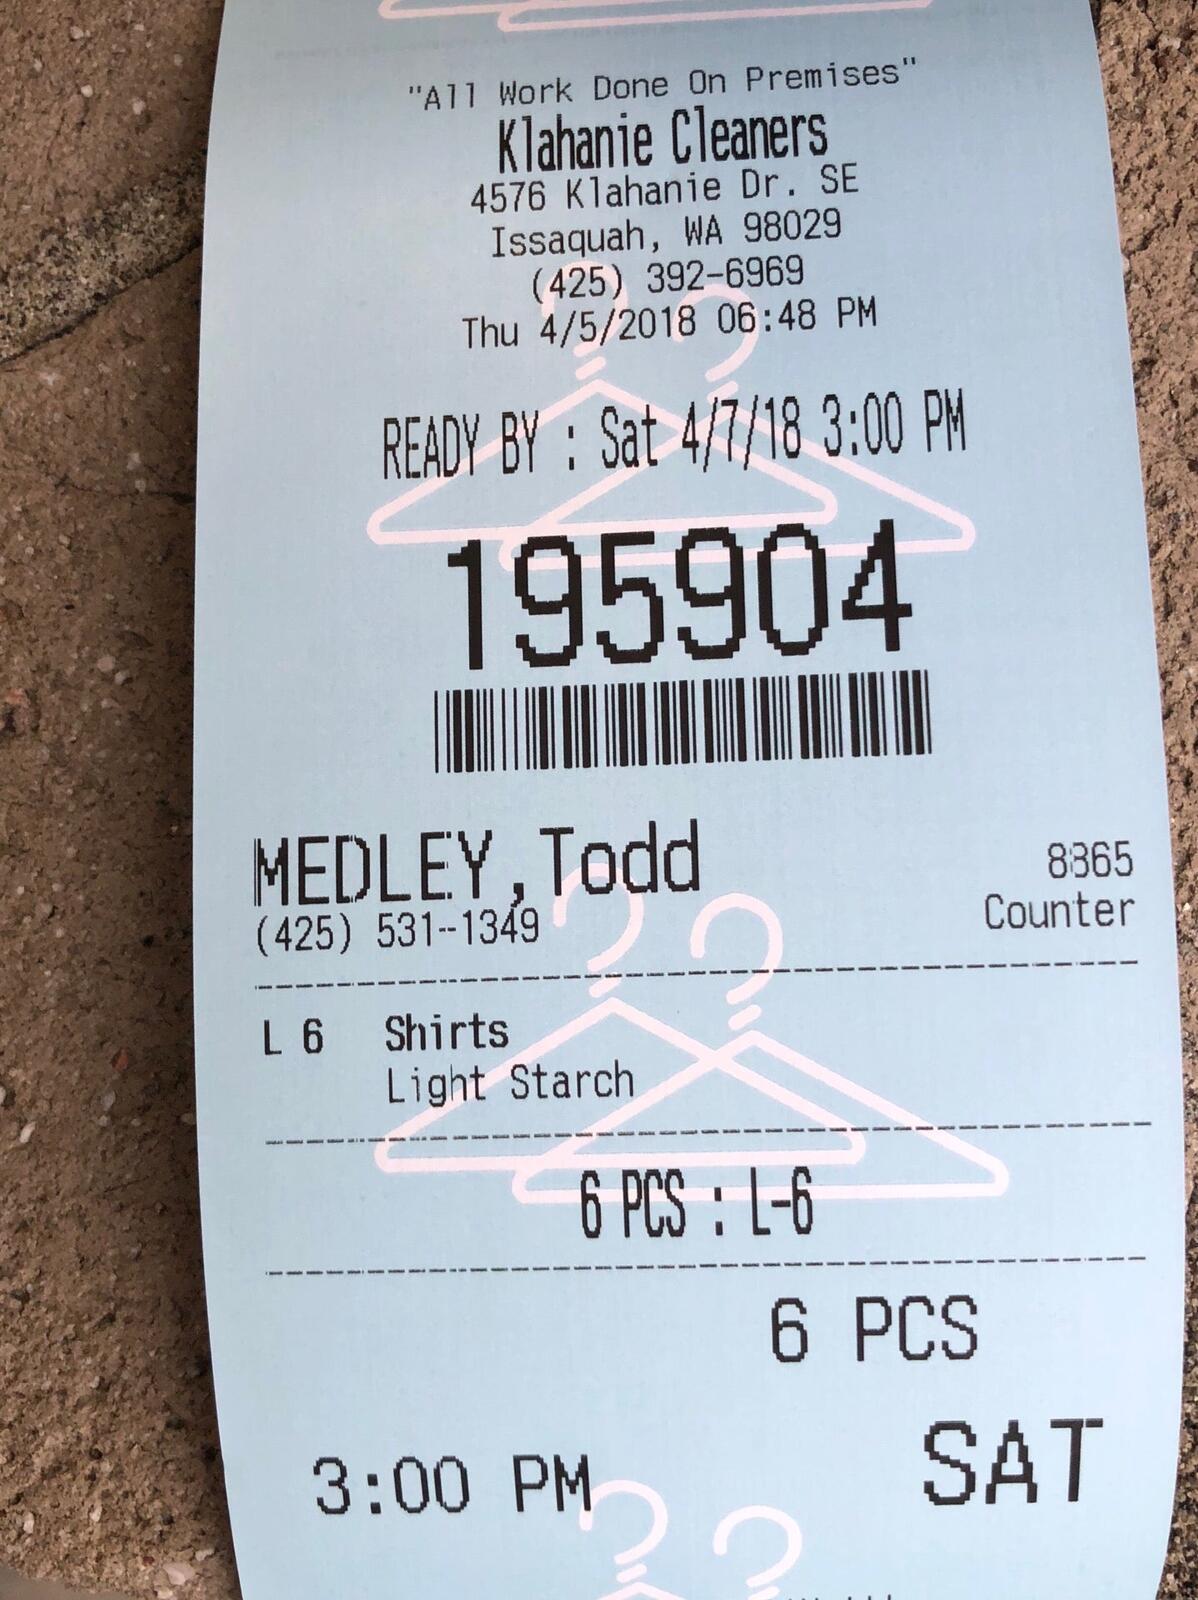 "All Work Done On Premises"
Klahanie Cleaners
4576 Klahanie Dr. SE
Issaquah, WA 98029
(425) 392-6969
Thu 4/5/2018 06:48 PM
READY BY : Sat 4/7/18 3:00 PM
195904
MEDLEY,Todd
8365
(425) 531-1349
Counter
L 6 Shirts
Light Starch
6 PCS : L-6
6 PCS
3:00 PM SAT